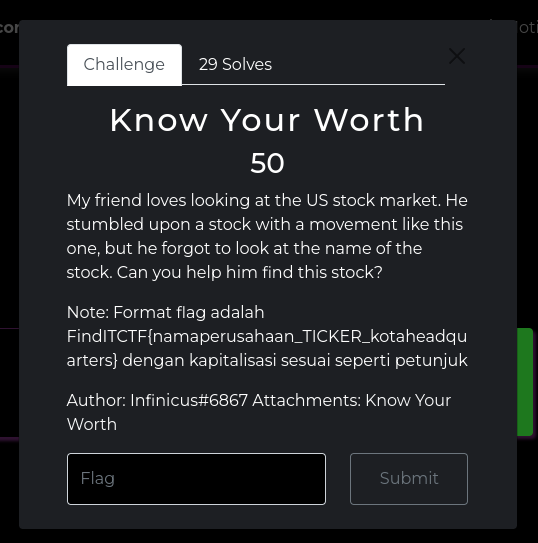 Challenge
29 Solves
Know Your Worth
50
My friend loves looking at the US stock market. He
stumbled upon a stock with a movement like this
one, but he forgot to look at the name of the
stock. Can you help him find this stock?
Note: Format flag adalah
FindITCTF{namaperusahaan_TICKER_kotaheadqu
arters} dengan kapitalisasi sesuai seperti petunjuk
Author: Infinicus#6867 Attachments: Know Your
Worth
Flag
Submit